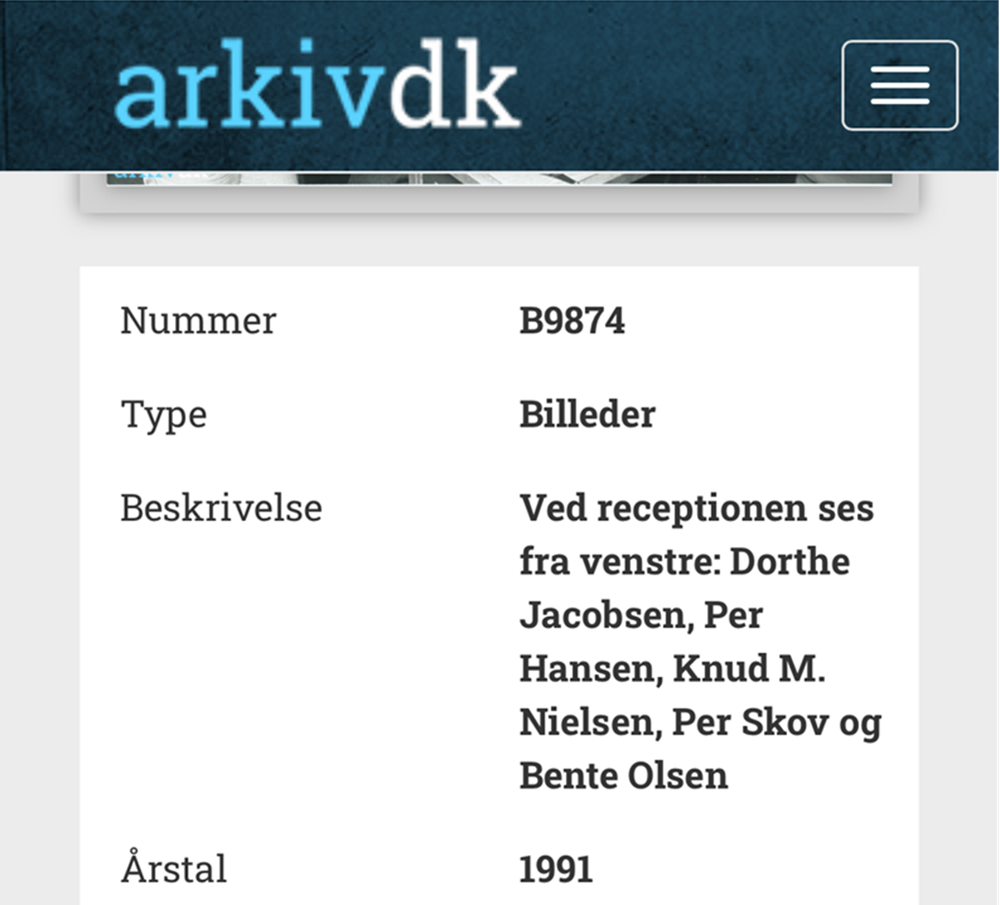 arkivdk
Nummer B9874
Type Billeder
Beskrivelse Ved receptionen ses
fra venstre: Dorthe
Jacobsen, Per
Hansen, Knud M.
Nielsen, Per Skov og
Bente Olsen
Årstal 1991